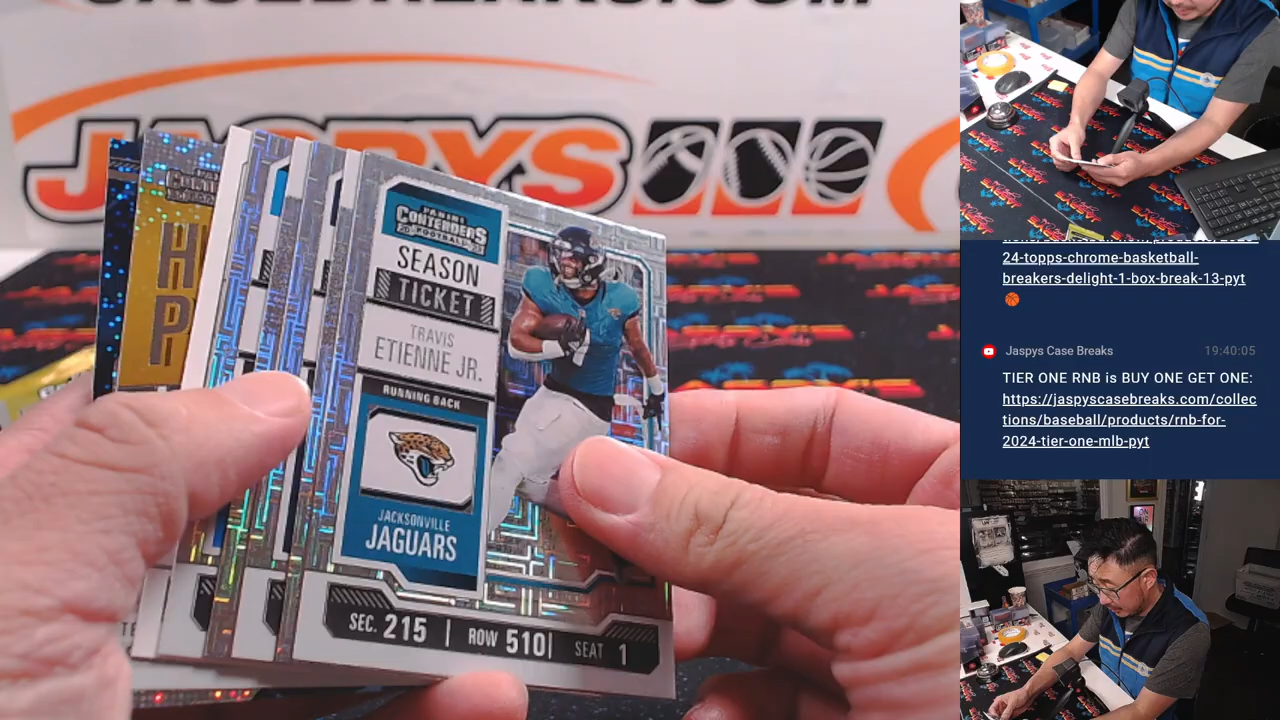 JASPYS
PANINI
CONTENDERS
FOOTBALL
SEASON
TICKET
TRAVIS
ETIENNE JR.
RUNNING BACK
JACKSONVILLE
JAGUARS
SEC. 215 | ROW 510 | SEAT 1
H
P
24-topps-chrome-basketball-
breakers-delight-1-box-break-13-pyt
Jaspys Case Breaks 19:40:05
TIER ONE RNB is BUY ONE GET ONE:
https://jaspyscasebreaks.com/collec
tions/baseball/products/rnb-for-
2024-tier-one-mlb-pyt